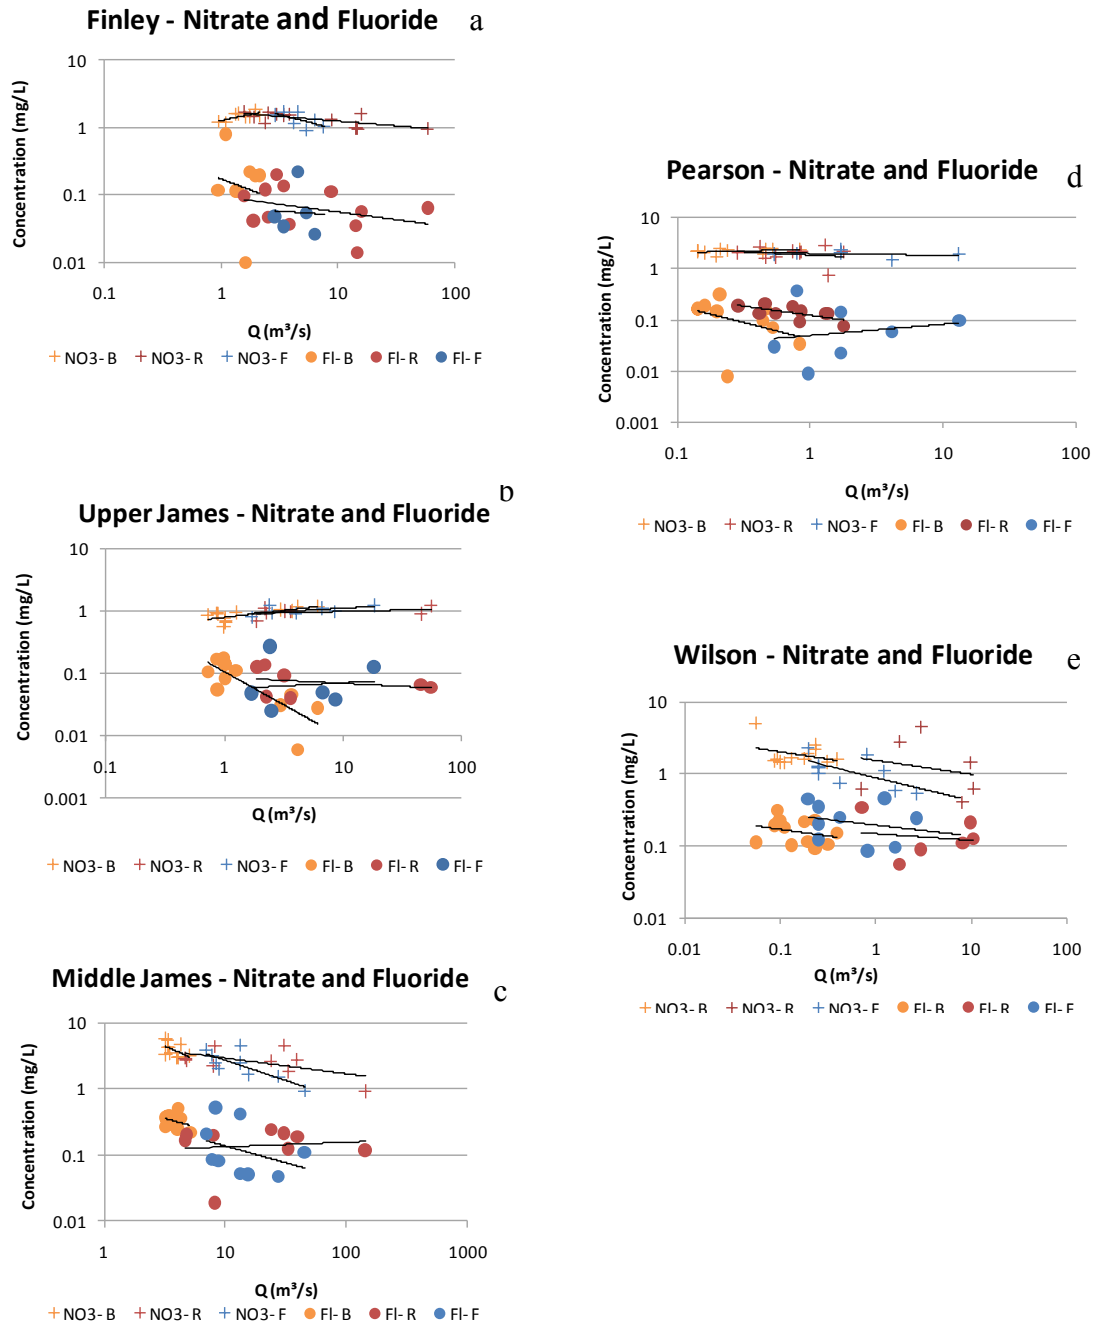 Finley - Nitrate and Fluoride
a
Concentration (mg/L)
10
1
0.1
0.01
0.1
1
10
100
Q (m³/s)
NO3- B NO3- R NO3- F Fl- B Fl- R Fl- F
b
Upper James - Nitrate and Fluoride
Concentration (mg/L)
10
1
0.1
0.01
0.001
0.1
1
10
100
Q (m³/s)
NO3- B NO3- R NO3- F Fl- B Fl- R Fl- F
Middle James - Nitrate and Fluoride
c
Concentration (mg/L)
10
1
0.1
0.01
1
10
100
1000
Q (m³/s)
NO3- B NO3- R NO3- F Fl- B Fl- R Fl- F
Pearson - Nitrate and Fluoride
d
Concentration (mg/L)
10
1
0.1
0.01
0.001
0.1
1
10
100
Q (m³/s)
NO3- B NO3- R NO3- F Fl- B Fl- R Fl- F
Wilson - Nitrate and Fluoride
e
Concentration (mg/L)
10
1
0.1
0.01
0.01
0.1
1
10
100
Q (m³/s)
NO3- B NO3- R NO3- F Fl- B Fl- R Fl- F